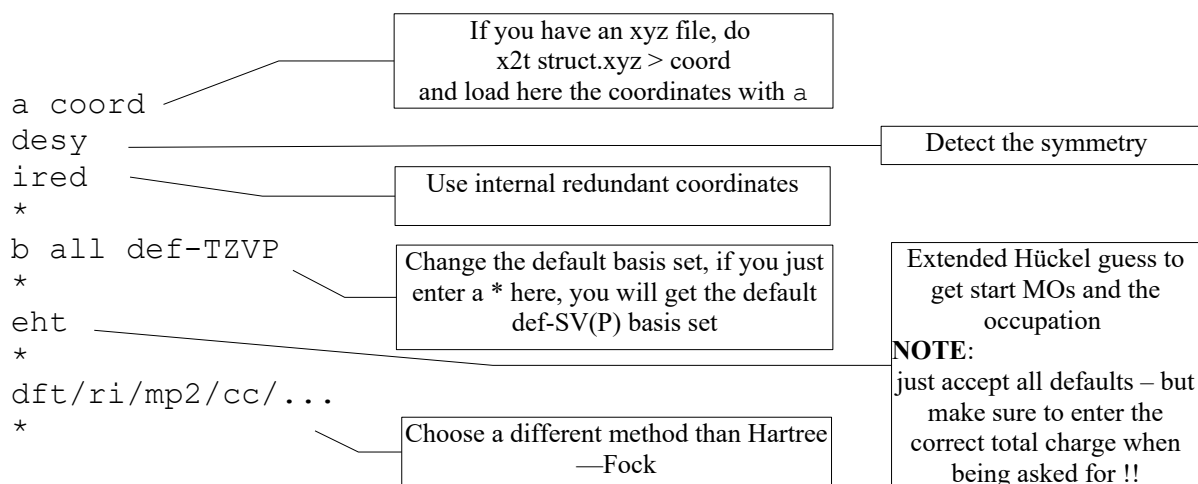 If you have an xyz file, do
x2t struct.xyz > coord
and load here the coordinates with a
a coord
desy
Detect the symmetry
ired
Use internal redundant coordinates
*
b all def-TZVP
Change the default basis set, if you just
enter a * here, you will get the default
def-SV(P) basis set
*
eht
Extended Hückel guess to
get start MOs and the
occupation
NOTE:
just accept all defaults – but
make sure to enter the
correct total charge when
being asked for !!
*
dft/ri/mp2/cc/...
*
Choose a different method than Hartree
—Fock